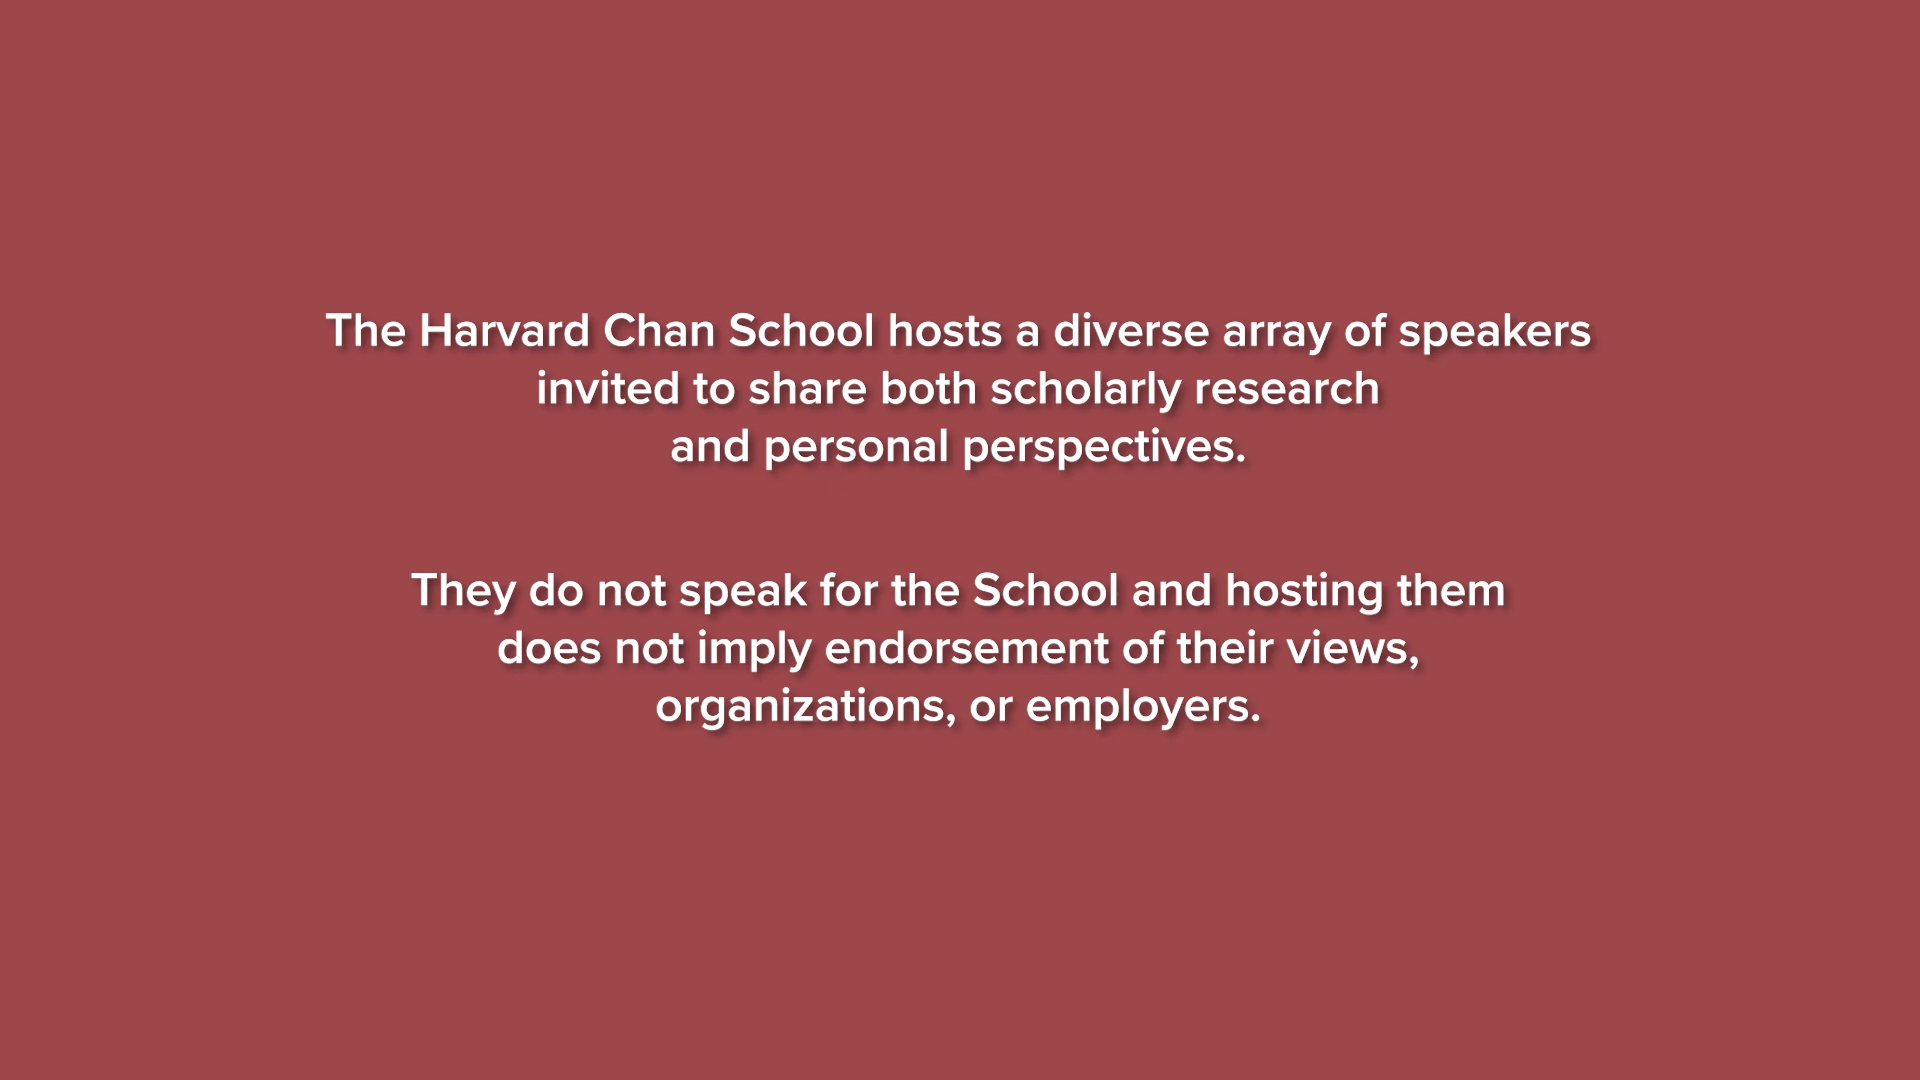 The Harvard Chan School hosts a diverse array of speakers
invited to share both scholarly research
and personal perspectives.
They do not speak for the School and hosting them
does not imply endorsement of their views,
organizations, or employers.